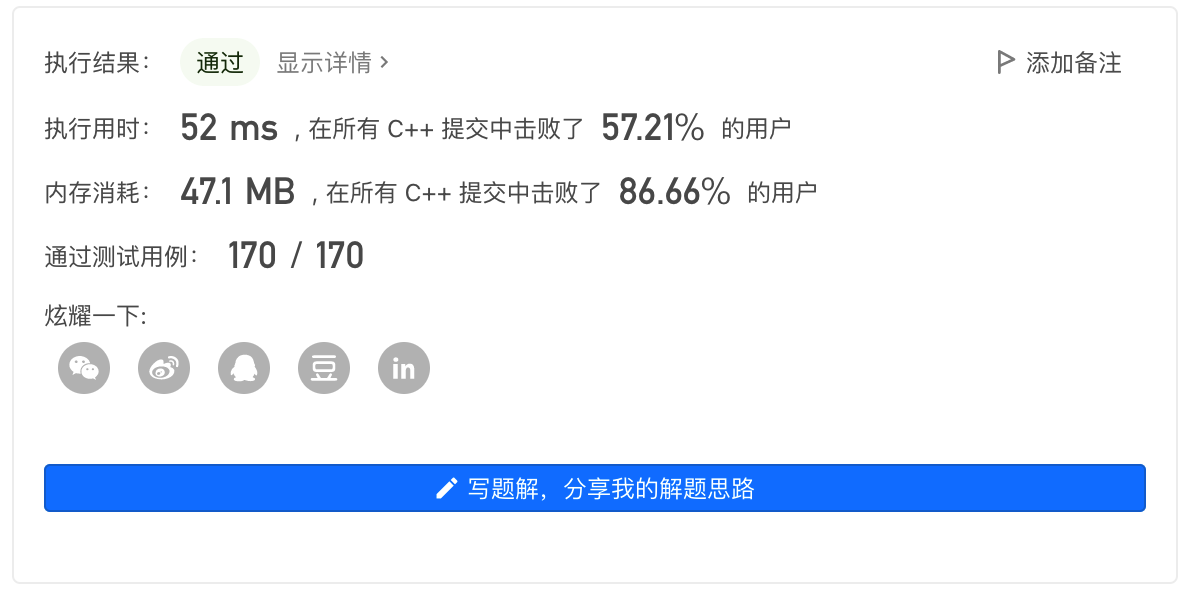 执行结果： 通过 显示详情 › 添加备注
执行用时： 52 ms , 在所有 C++ 提交中击败了 57.21% 的用户
内存消耗： 47.1 MB , 在所有 C++ 提交中击败了 86.66% 的用户
通过测试用例： 170 / 170
炫耀一下:
in
写题解，分享我的解题思路